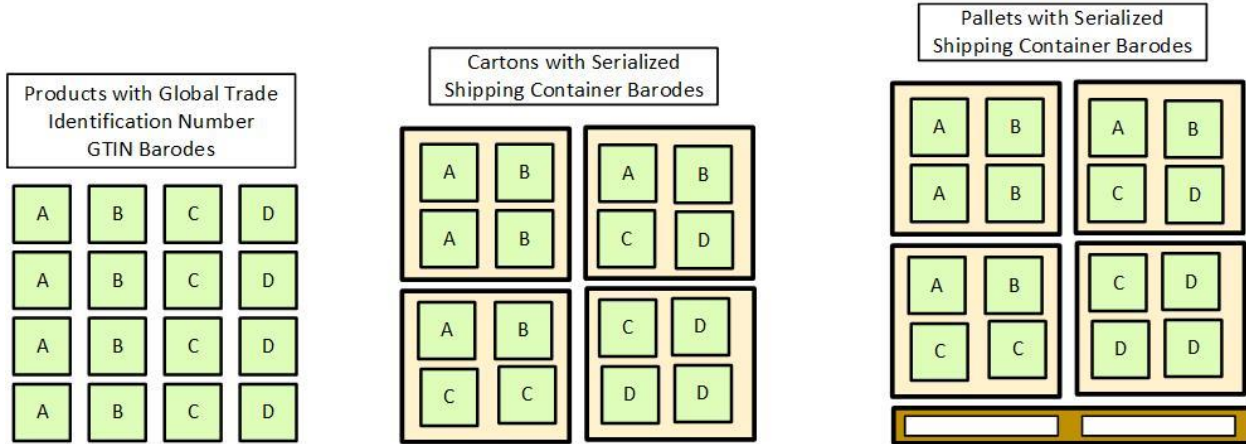 Products with Global Trade
Identification Number
GTIN Barodes
A B C D
A B C D
A B C D
A B C D
Cartons with Serialized
Shipping Container Barodes
A B A B
A B C D
A B C D
C C D D
Pallets with Serialized
Shipping Container Barodes
A B A B
A B C D
A B C D
C C D D